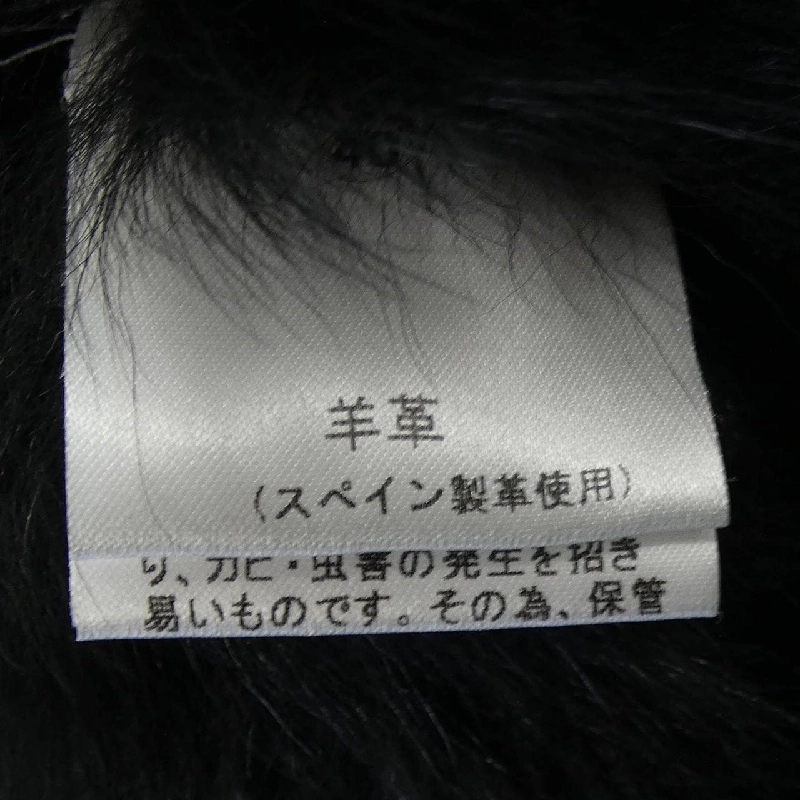 羊革
(スペイン製革使用)
り、カビ・虫害の発生を招き
易いものです。その為、保管